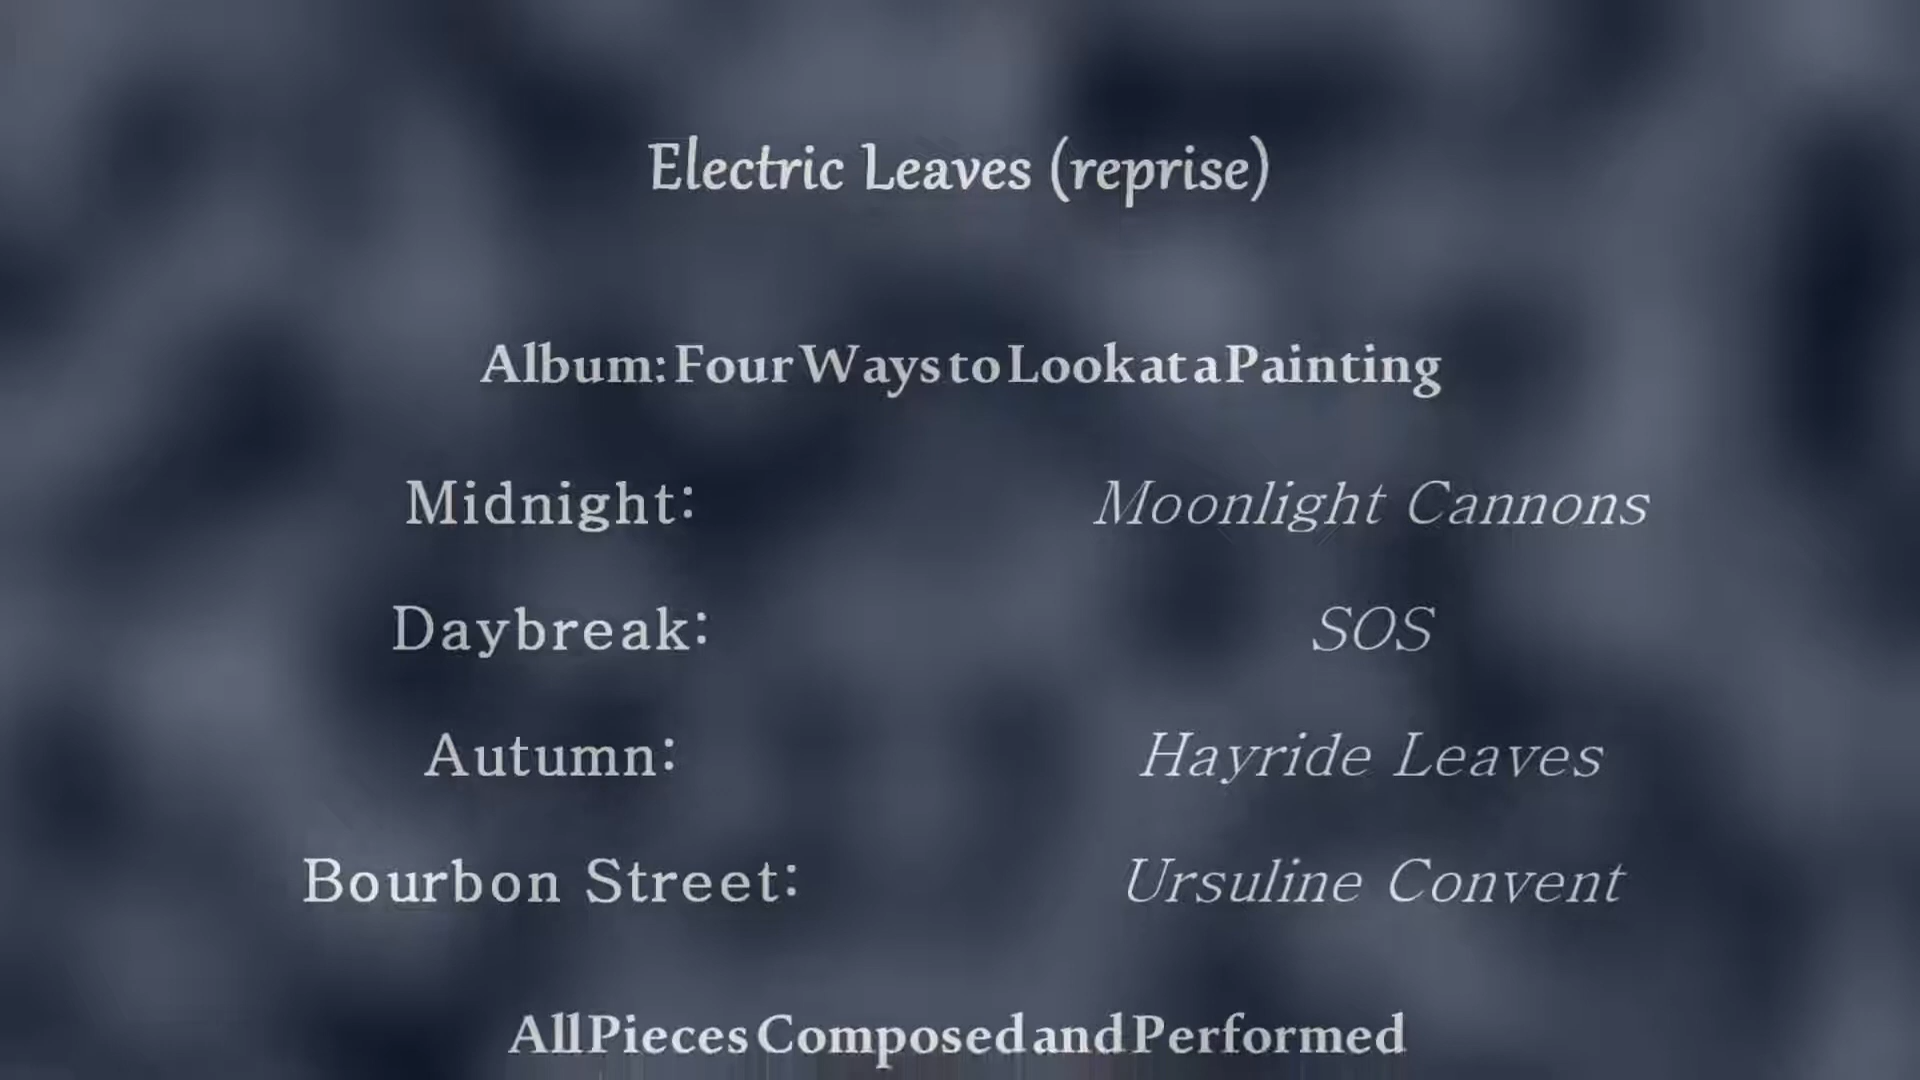 Electric Leaves (reprise)
Album: Four Ways to Look at a Painting
Midnight: Moonlight Cannons
Daybreak: SOS
Autumn: Hayride Leaves
Bourbon Street: Ursuline Convent
All Pieces Composed and Performed